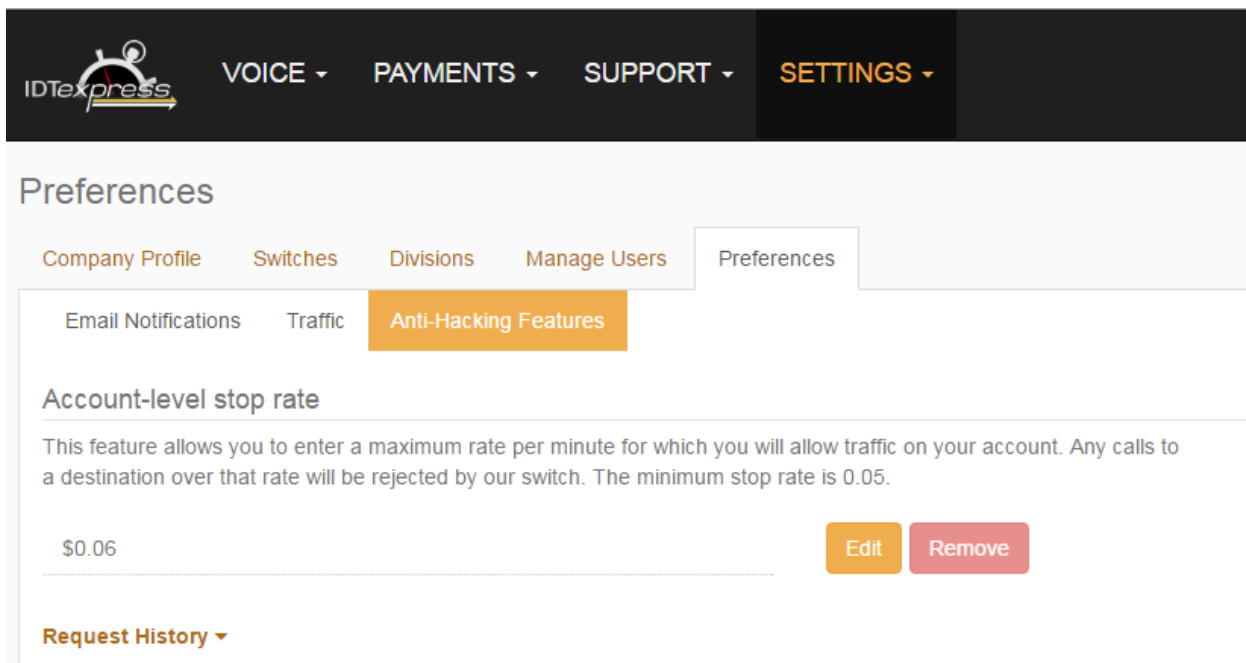 IDTexpress VOICE PAYMENTS SUPPORT SETTINGS
Preferences
Company Profile Switches Divisions Manage Users Preferences
Email Notifications Traffic Anti-Hacking Features
Account-level stop rate
This feature allows you to enter a maximum rate per minute for which you will allow traffic on your account. Any calls to
a destination over that rate will be rejected by our switch. The minimum stop rate is 0.05.
$0.06 Edit Remove
Request History